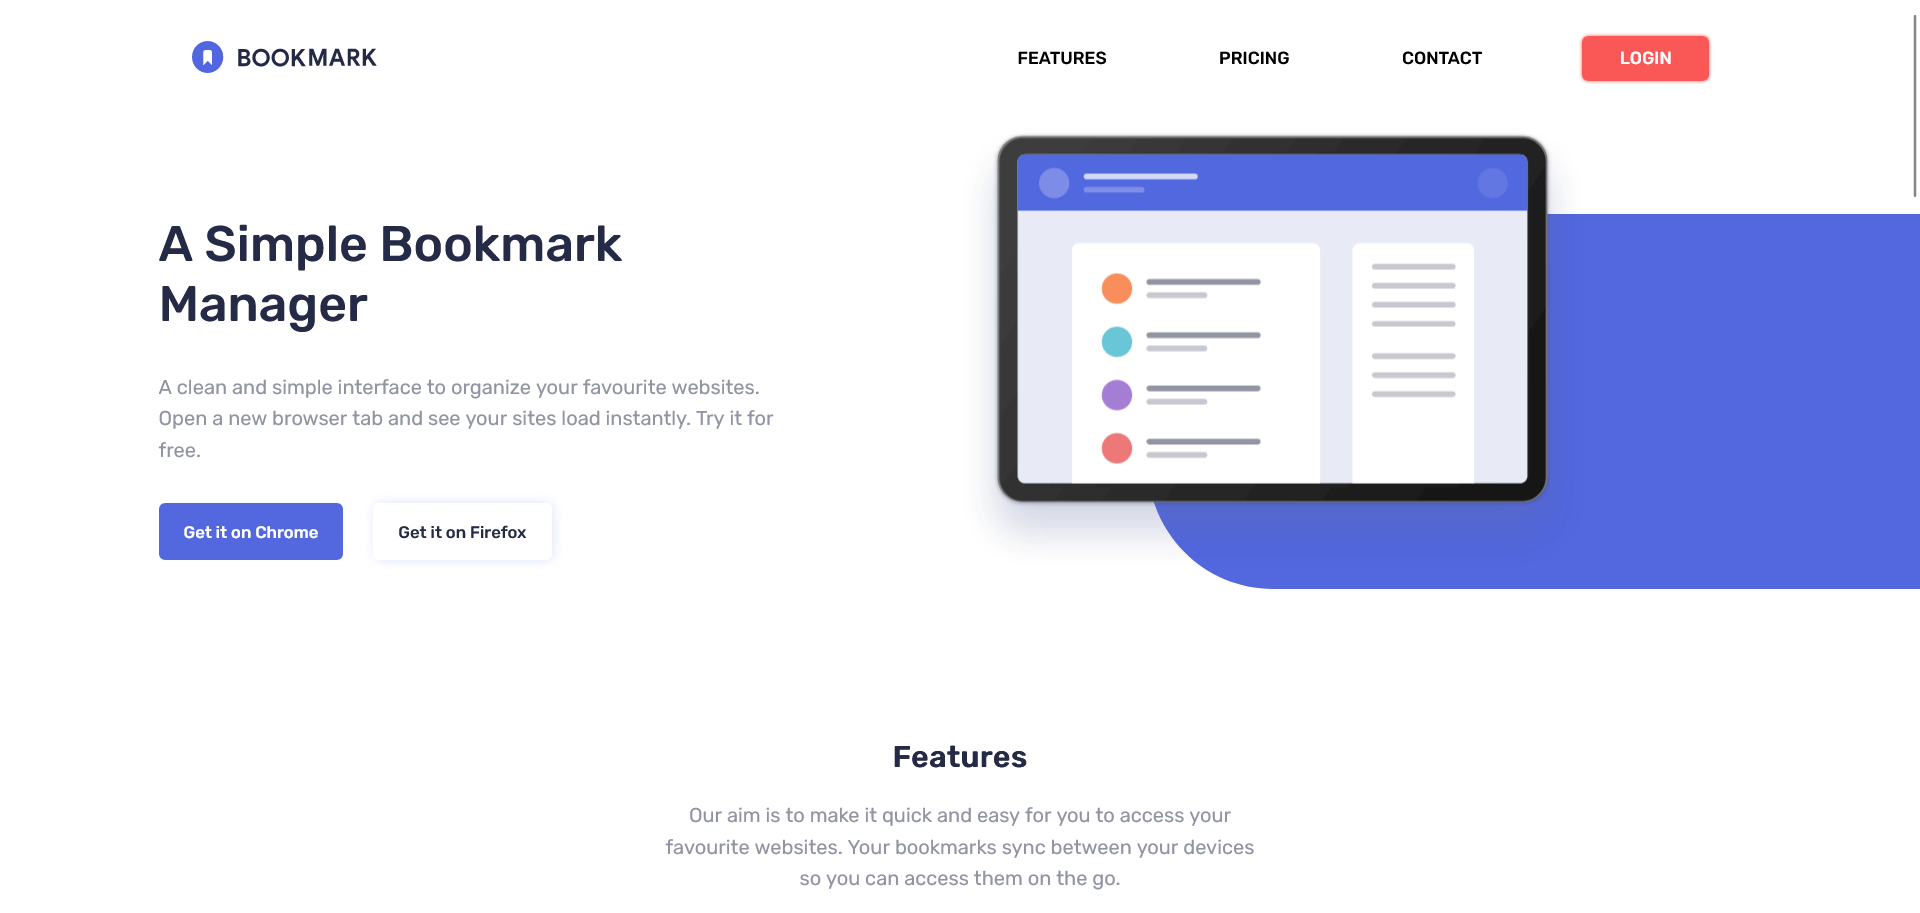 BOOKMARK
FEATURES
PRICING
CONTACT
LOGIN
A Simple Bookmark
Manager
A clean and simple interface to organize your favourite websites.
Open a new browser tab and see your sites load instantly. Try it for
free.
Get it on Chrome
Get it on Firefox
Features
Our aim is to make it quick and easy for you to access your
favourite websites. Your bookmarks sync between your devices
so you can access them on the go.